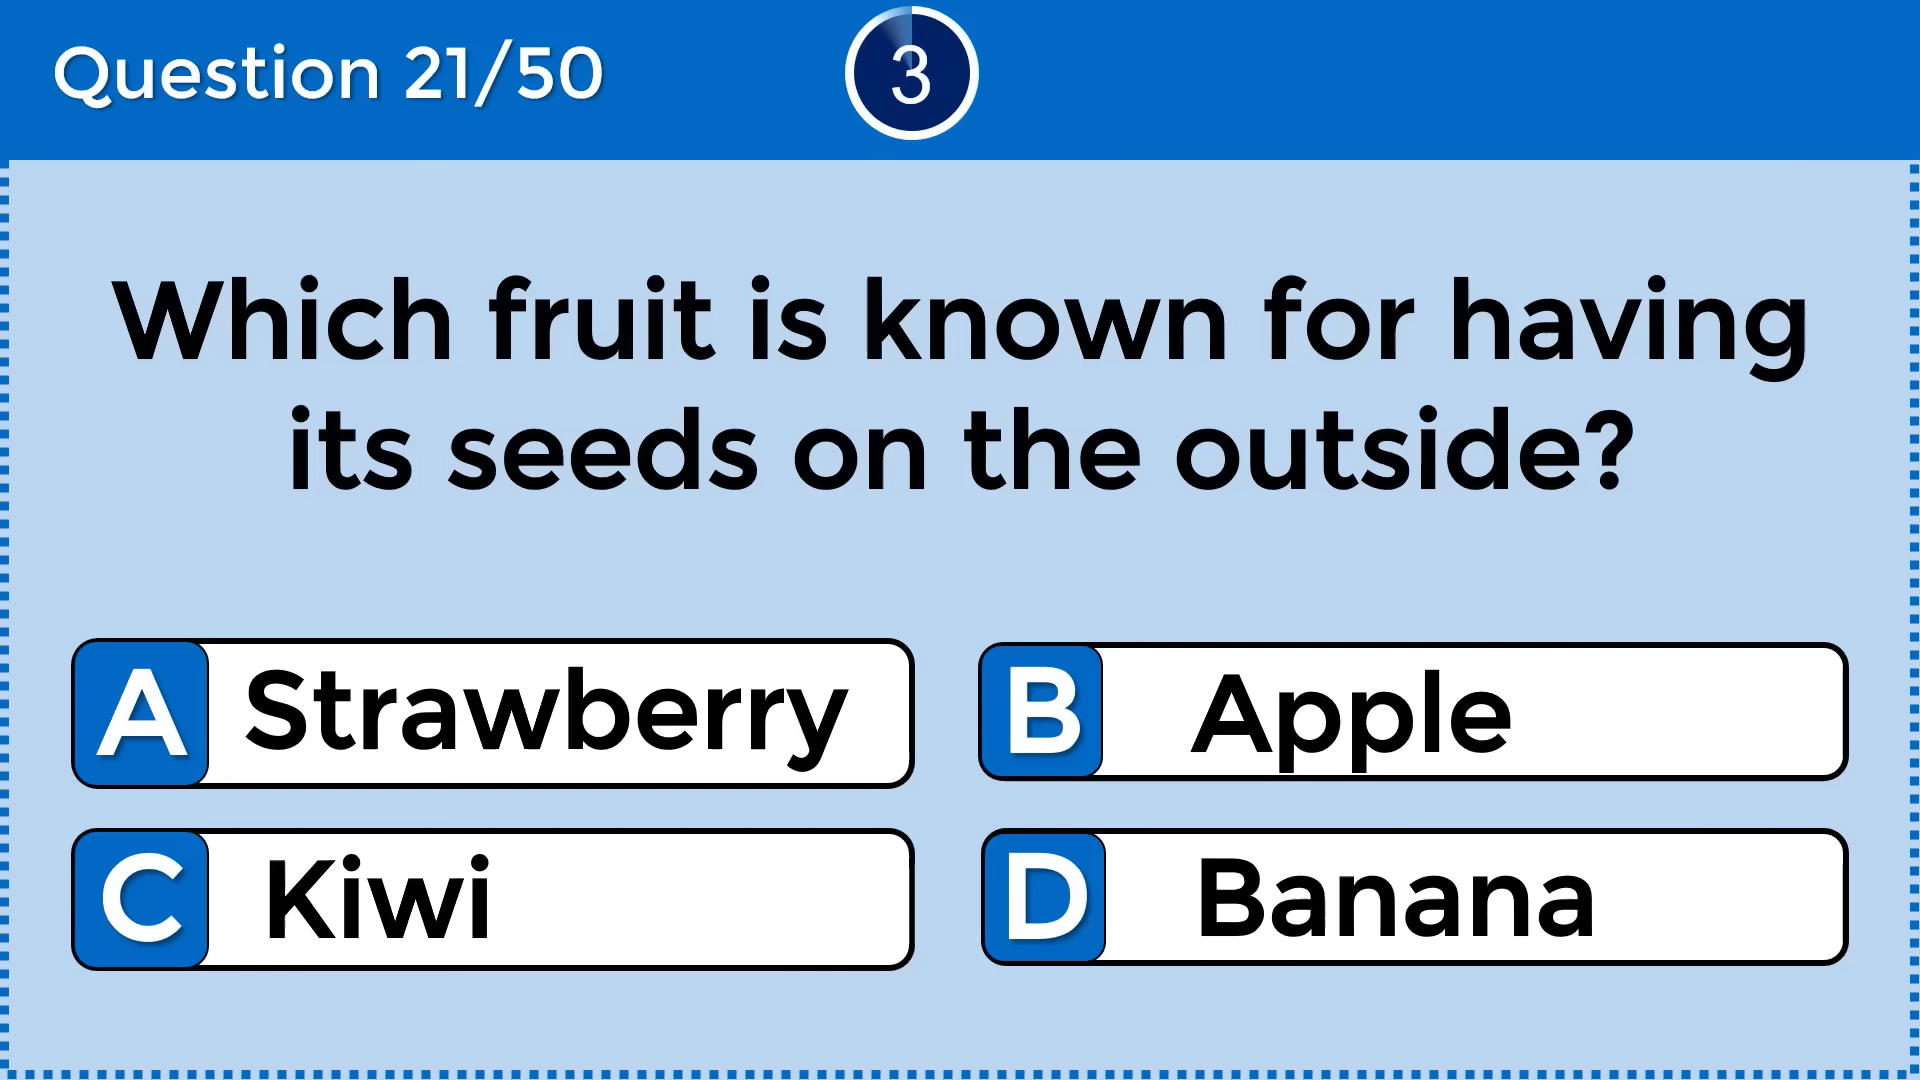 Question 21/50
3
Which fruit is known for having
its seeds on the outside?
A Strawberry
B Apple
C Kiwi
D Banana